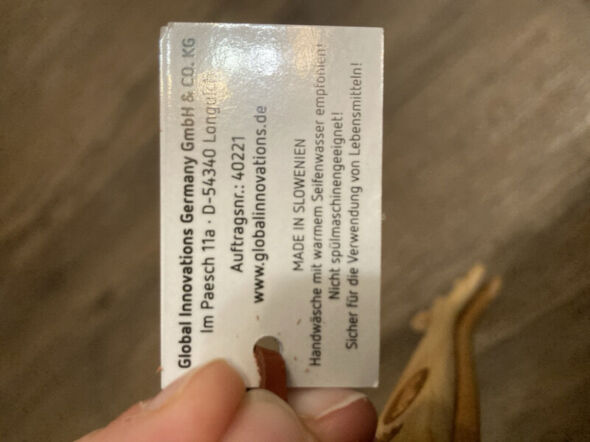 Global Innovations Germany GmbH & CO. KG
Im Paesch 11a · D-54340 Longuich
Auftragsnr.: 40221
www.globalinnovations.de
MADE IN SLOWENIEN
Handwäsche mit warmem Seifenwasser empfohlen!
Nicht spülmaschinengeeignet!
Sicher für die Verwendung von Lebensmitteln!